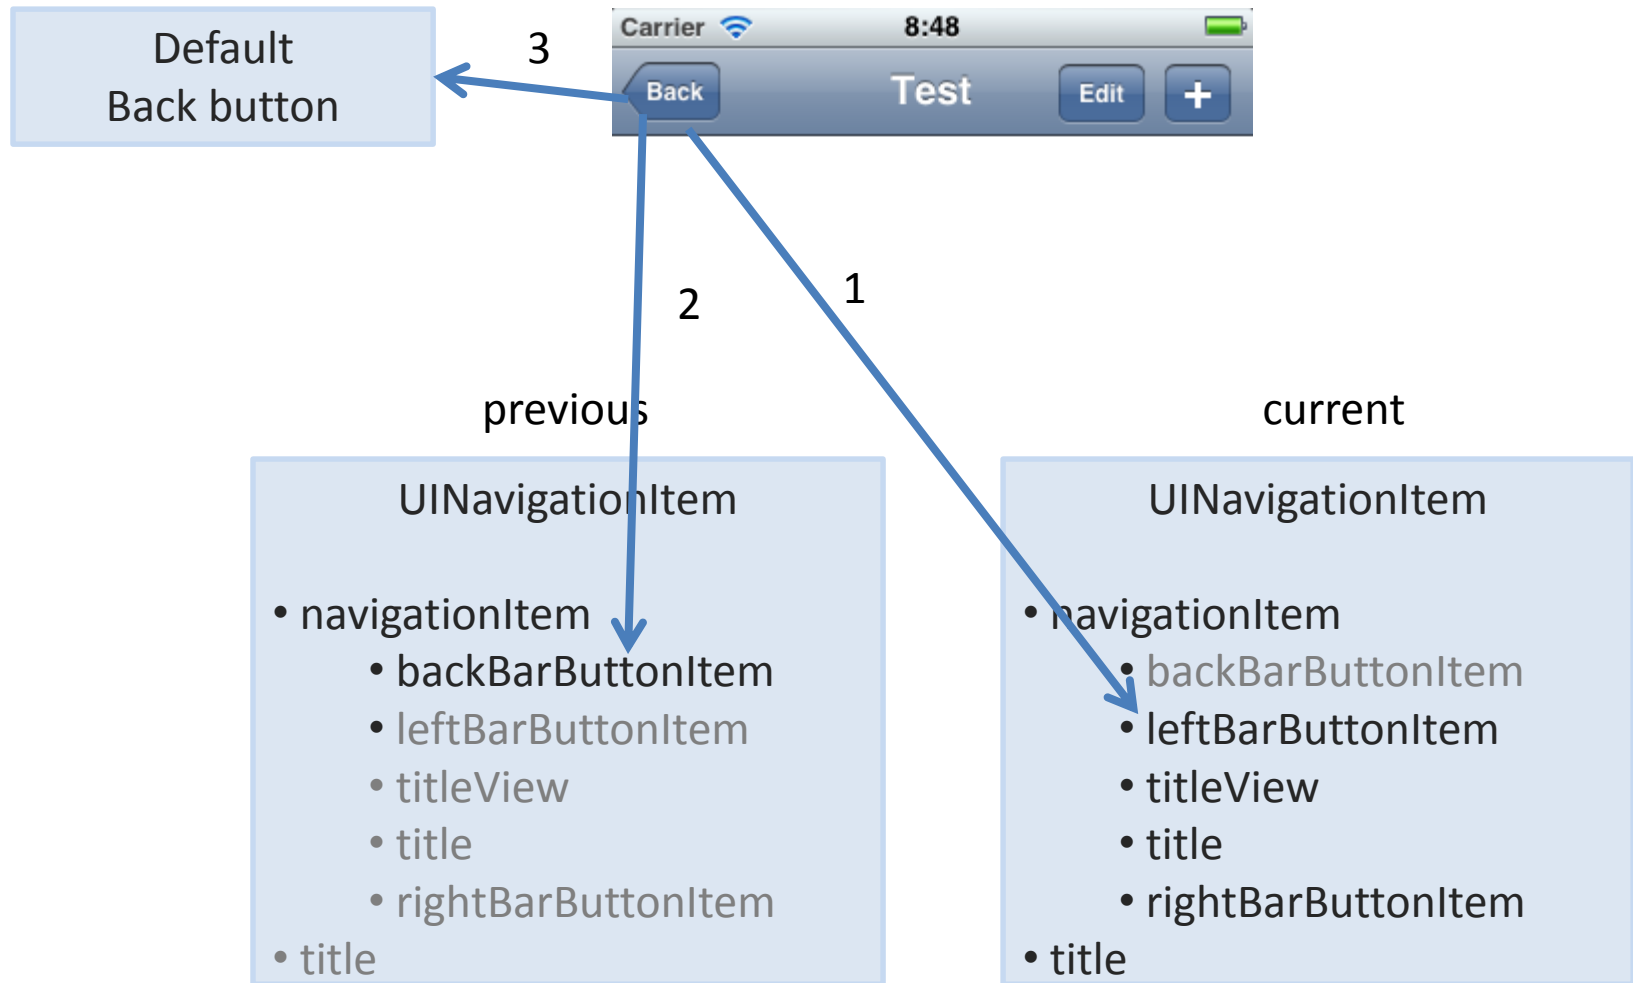 Default
Back button
3
Carrier 8:48
Back Test Edit +
2
1
previous
current
UINavigationItem
• navigationItem
• backBarButtonItem
• leftBarButtonItem
• titleView
• title
• rightBarButtonItem
• title
UINavigationItem
• navigationItem
• backBarButtonItem
• leftBarButtonItem
• titleView
• title
• rightBarButtonItem
• title